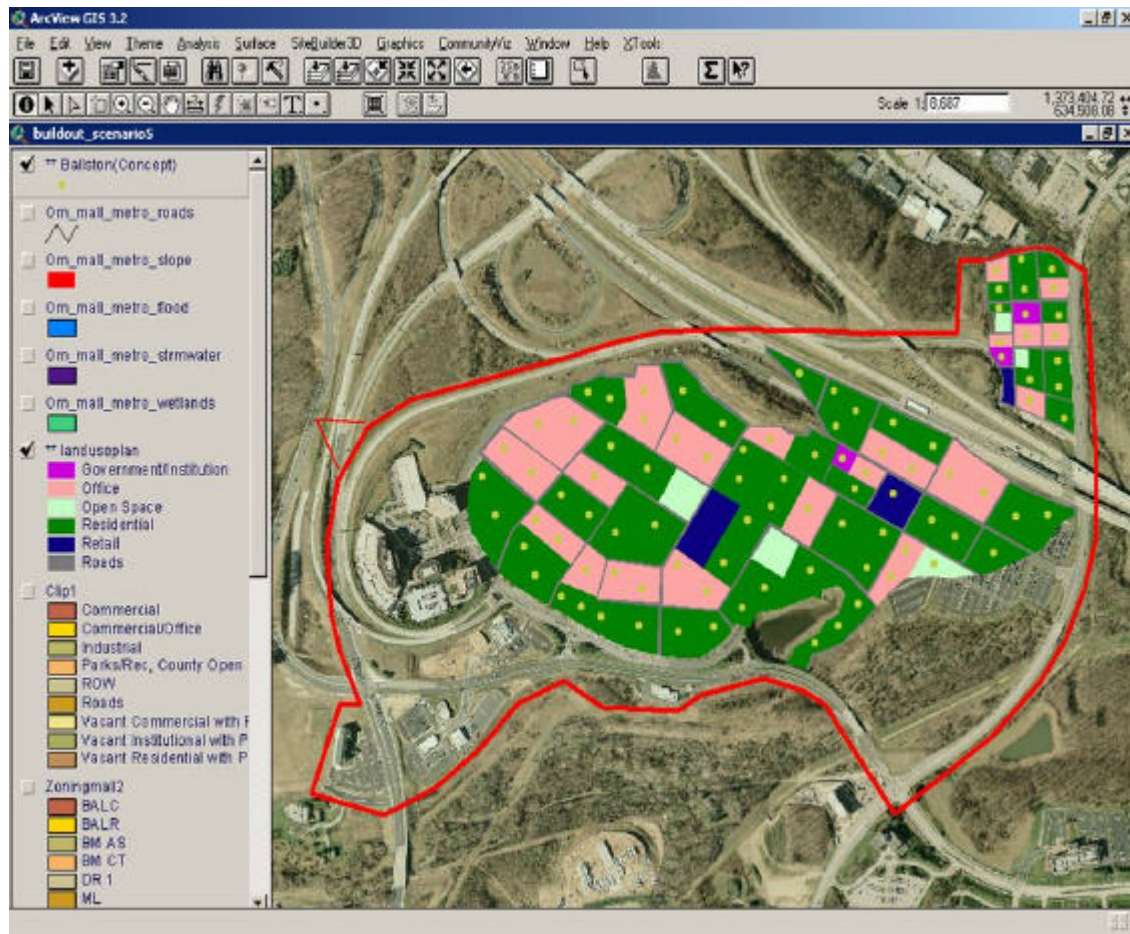 ArcView GIS 3.2
File Edit View Theme Analysis Surface SiteBuilder3D Graphics CommunityViz Window Help XTools
Scale 1: 8,687
1,373,404.72
634,508.08
buildout_scenario5
** Ballston(Concept)
Om_mall_metro_roads
Om_mall_metro_slope
Om_mall_metro_flood
Om_mall_metro_strmwater
Om_mall_metro_wetlands
** landuseplan
Government/Institution
Office
Open Space
Residential
Retail
Roads
Clip1
Commercial
Commercial/Office
Industrial
Parks/Rec, County Open
ROW
Roads
Vacant Commercial with P
Vacant Institutional with P
Vacant Residential with P
Zoningmall2
BALC
BALR
BM AS
BM CT
DR 1
ML